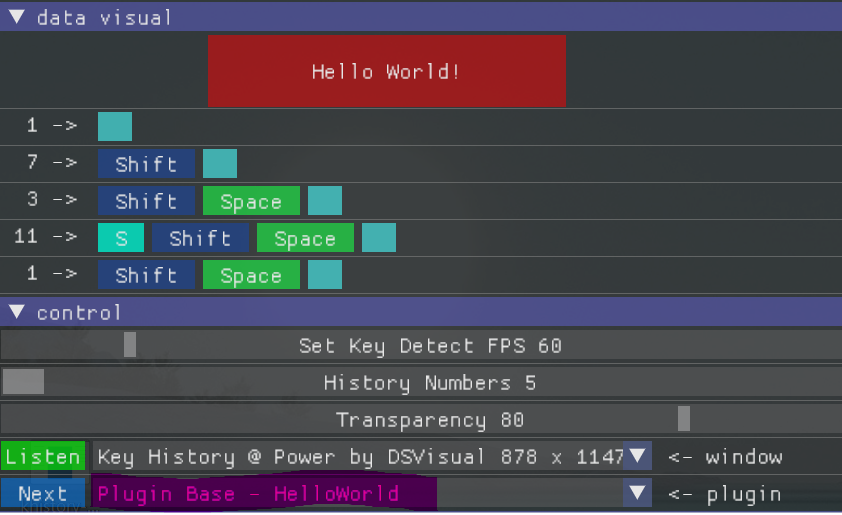 ▼ data visual
Hello World!
1 ->
7 -> Shift
3 -> Shift Space
11 -> S Shift Space
1 -> Shift Space
▼ control
Set Key Detect FPS 60
History Numbers 5
Transparency 80
Listen Key History @ Power by DSVisual 878 x 1147 ▼ <- window
Next Plugin Base - HelloWorld ▼ <- plugin